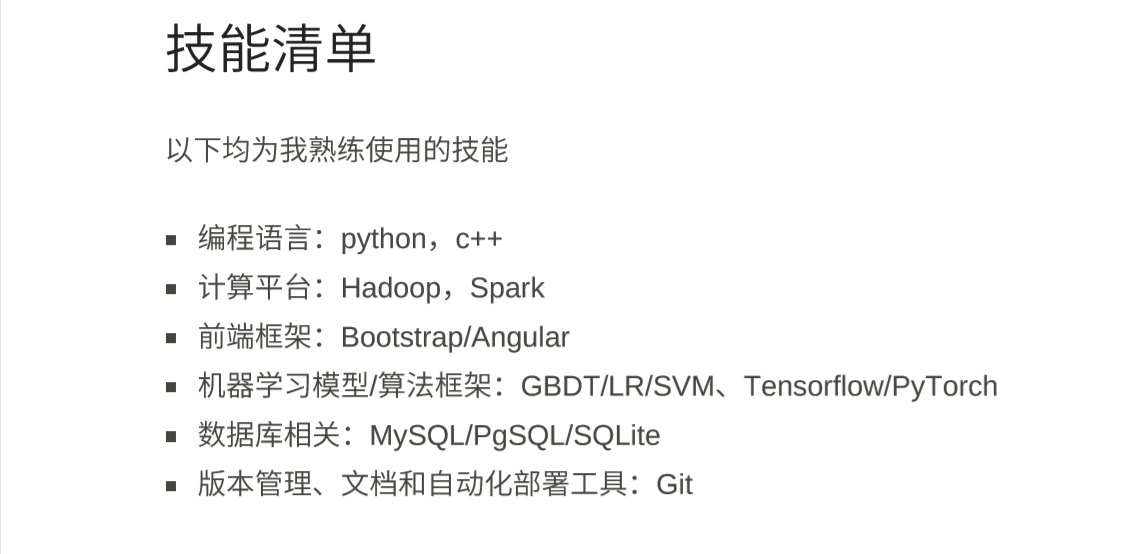 技能清单
以下均为我熟练使用的技能
编程语言：python，c++
计算平台：Hadoop，Spark
前端框架：Bootstrap/Angular
机器学习模型/算法框架：GBDT/LR/SVM、Tensorflow/PyTorch
数据库相关：MySQL/PgSQL/SQLite
版本管理、文档和自动化部署工具：Git